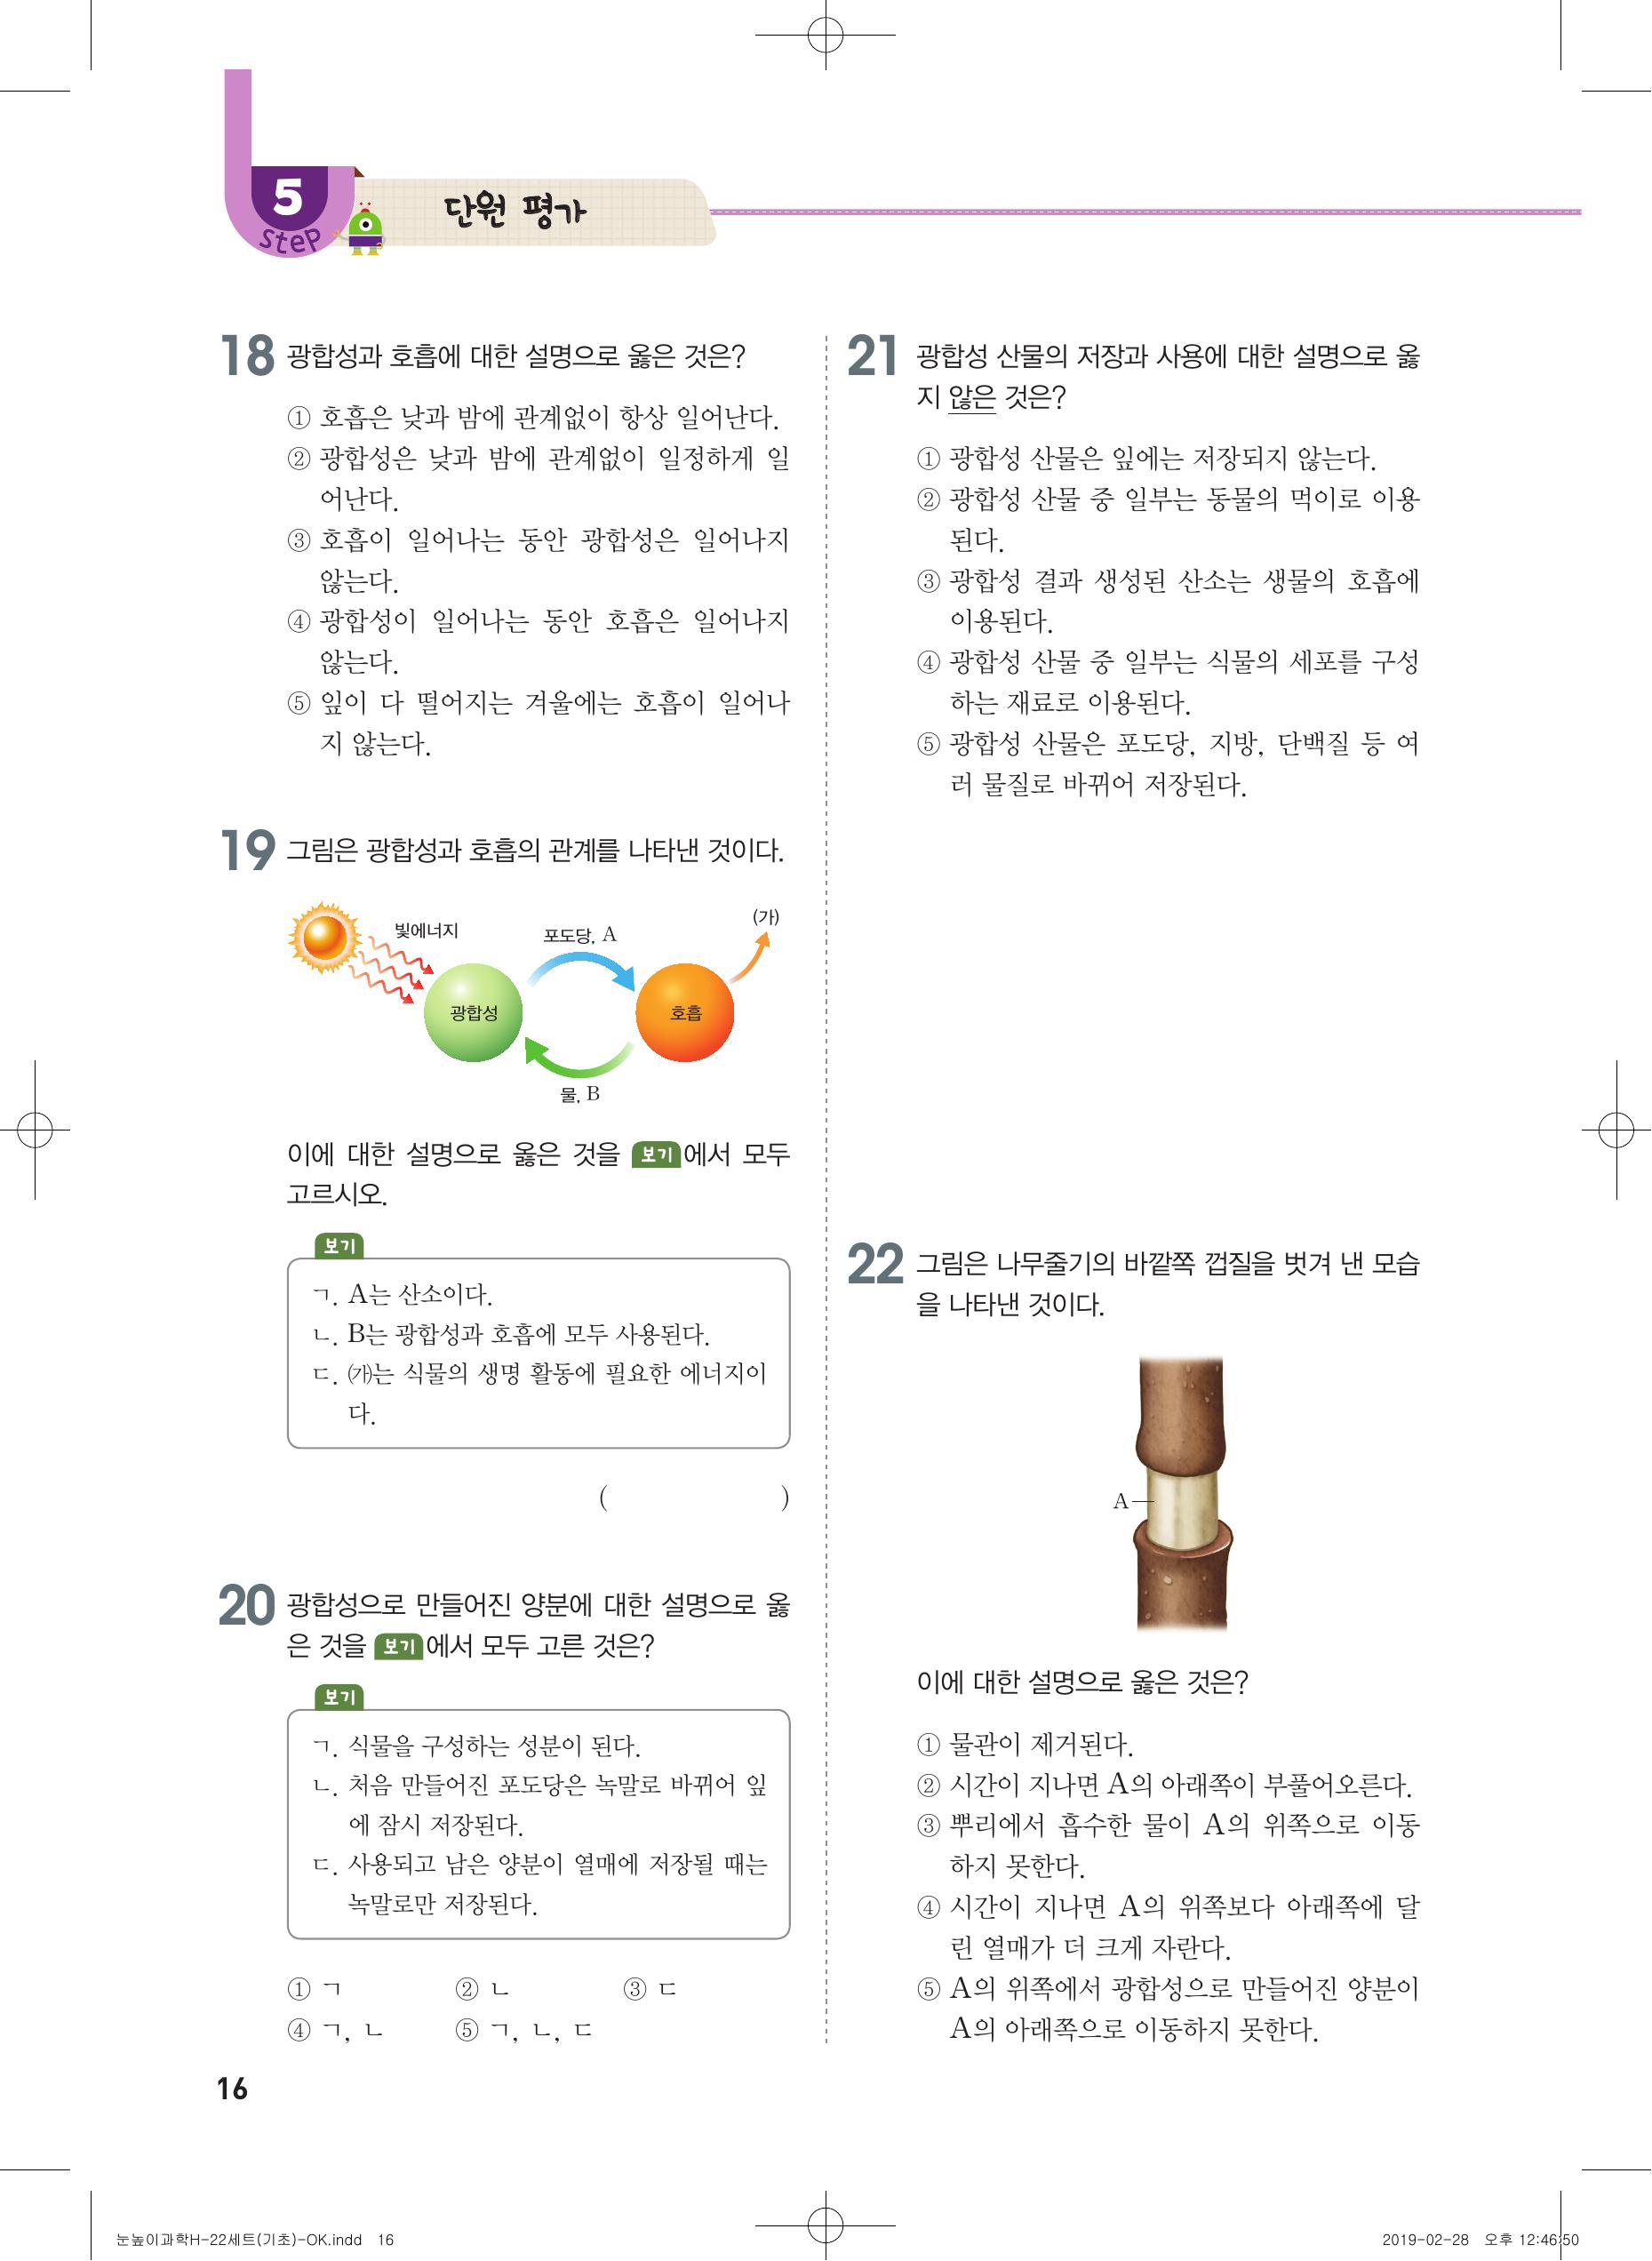 5
step
단원 평가
18 광합성과 호흡에 대한 설명으로 옳은 것은?
① 호흡은 낮과 밤에 관계없이 항상 일어난다.
② 광합성은 낮과 밤에 관계없이 일정하게 일
어난다.
③ 호흡이 일어나는 동안 광합성은 일어나지
않는다.
④ 광합성이 일어나는 동안 호흡은 일어나지
않는다.
⑤ 잎이 다 떨어지는 겨울에는 호흡이 일어나
지 않는다.
19 그림은 광합성과 호흡의 관계를 나타낸 것이다.
빛에너지
포도당, A
(가)
광합성
호흡
물, B
이에 대한 설명으로 옳은 것을 보기 에서 모두
고르시오.
보기
ㄱ. A는 산소이다.
ㄴ. B는 광합성과 호흡에 모두 사용된다.
ㄷ. ㈎는 식물의 생명 활동에 필요한 에너지이
다.
( )
20 광합성으로 만들어진 양분에 대한 설명으로 옳
은 것을 보기 에서 모두 고른 것은?
보기
ㄱ. 식물을 구성하는 성분이 된다.
ㄴ. 처음 만들어진 포도당은 녹말로 바뀌어 잎
에 잠시 저장된다.
ㄷ. 사용되고 남은 양분이 열매에 저장될 때는
녹말로만 저장된다.
① ㄱ ② ㄴ ③ ㄷ
④ ㄱ, ㄴ ⑤ ㄱ, ㄴ, ㄷ
21 광합성 산물의 저장과 사용에 대한 설명으로 옳
지 않은 것은?
① 광합성 산물은 잎에는 저장되지 않는다.
② 광합성 산물 중 일부는 동물의 먹이로 이용
된다.
③ 광합성 결과 생성된 산소는 생물의 호흡에
이용된다.
④ 광합성 산물 중 일부는 식물의 세포를 구성
하는 재료로 이용된다.
⑤ 광합성 산물은 포도당, 지방, 단백질 등 여
러 물질로 바뀌어 저장된다.
22 그림은 나무줄기의 바깥쪽 껍질을 벗겨 낸 모습
을 나타낸 것이다.
A
이에 대한 설명으로 옳은 것은?
① 물관이 제거된다.
② 시간이 지나면 A의 아래쪽이 부풀어오른다.
③ 뿌리에서 흡수한 물이 A의 위쪽으로 이동
하지 못한다.
④ 시간이 지나면 A의 위쪽보다 아래쪽에 달
린 열매가 더 크게 자란다.
⑤ A의 위쪽에서 광합성으로 만들어진 양분이
A의 아래쪽으로 이동하지 못한다.
16
눈높이과학H-22세트(기초)-OK.indd 16
2019-02-28 오후 12:46:50